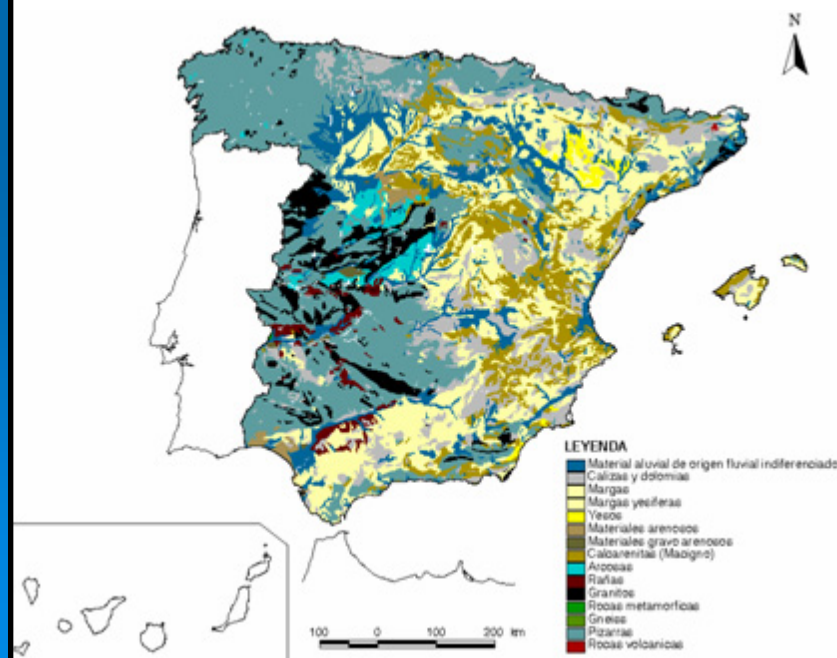 N
LEYENDA
Material aluvial de origen fluvial indiferenciado
Calizas y dolomias
Margas
Margas yesiferas
Yesos
Materiales arenosos
Materiales gravo arenosos
Calcarenitas (Macigno)
Arcosas
Rañas
Granitos
Rocas metamorficas
Gneiss
Pizarras
Rocas volcanicas
100 0 100 200 km